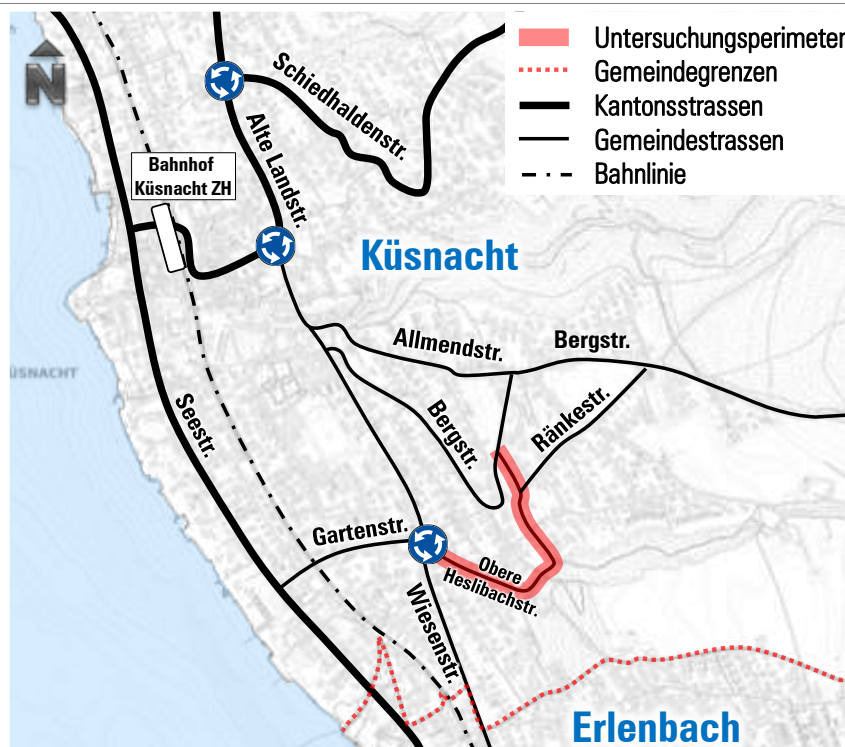 Untersuchungsperimeter
Gemeindegrenzen
Kantonsstrassen
Gemeindestrassen
Bahnlinie
N
Schiedhaldenstr.
Alte Landstr.
Bahnhof
Küsnacht ZH
Küsnacht
Allmendstr.
Bergstr.
ÜSNACHT
Seestr.
Bergstr.
Ränkestr.
Gartenstr.
Obere
Heslibachstr.
Wiesenstr.
Erlenbach